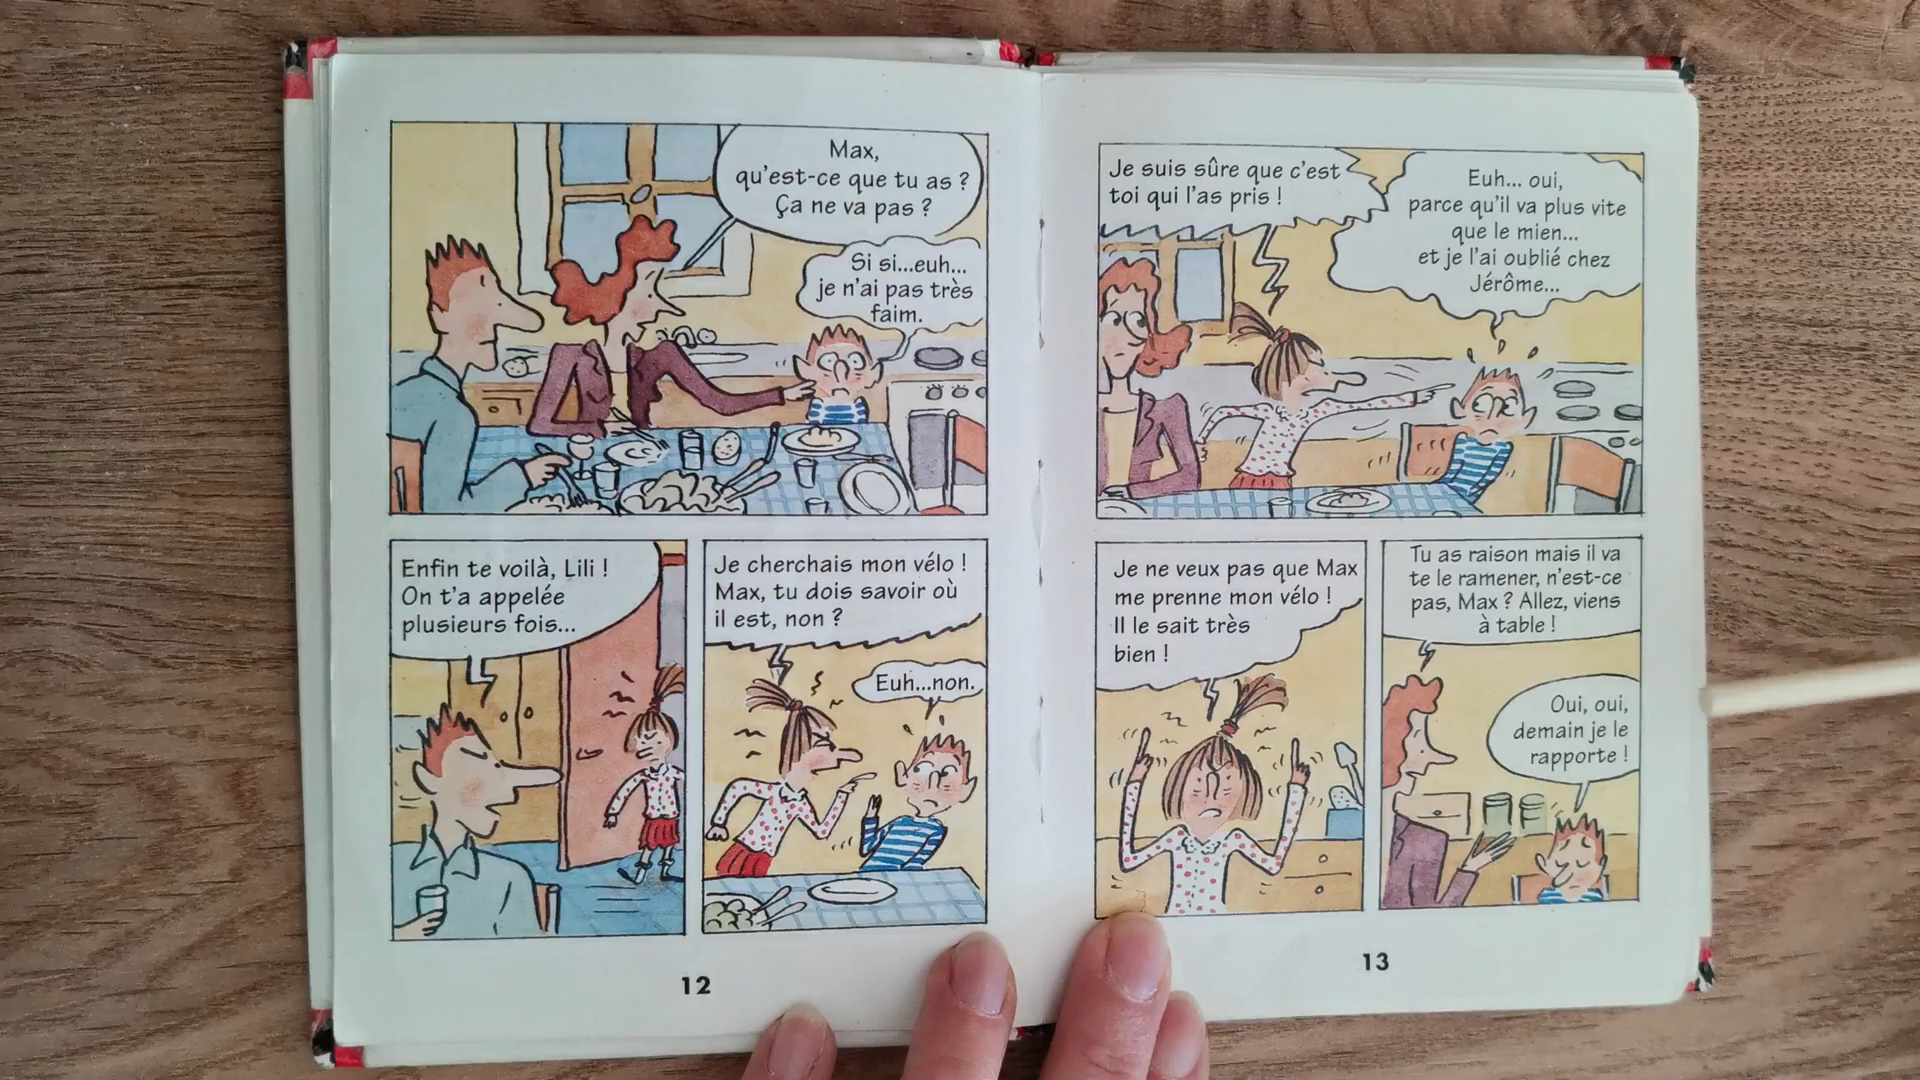 Max,
qu'est-ce que tu as ?
Ça ne va pas ?
Si si...euh...
je n'ai pas très
faim.
Enfin te voilà, Lili !
On t'a appelée
plusieurs fois...
Je cherchais mon vélo !
Max, tu dois savoir où
il est, non ?
Euh...non.
12
Je suis sûre que c'est
toi qui l'as pris !
Euh... oui,
parce qu'il va plus vite
que le mien...
et je l'ai oublié chez
Jérôme...
Je ne veux pas que Max
me prenne mon vélo !
Il le sait très
bien !
Tu as raison mais il va
te le ramener, n'est-ce
pas, Max ? Allez, viens
à table !
Oui, oui,
demain je le
rapporte !
13